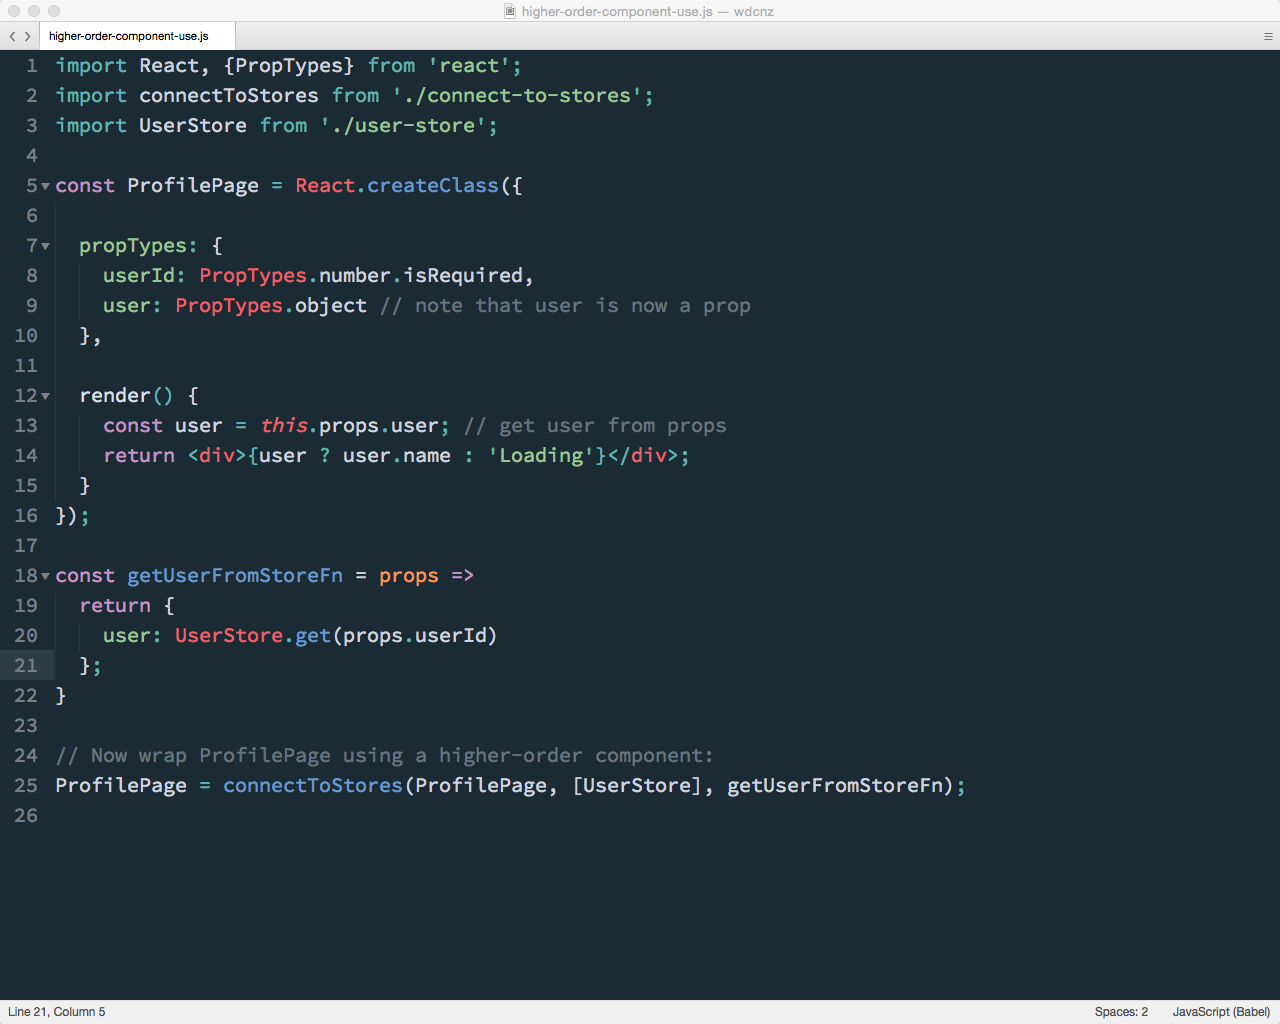 higher-order-component-use.js — wdcnz
higher-order-component-use.js
1 import React, {PropTypes} from 'react';
2 import connectToStores from './connect-to-stores';
3 import UserStore from './user-store';
4
5 const ProfilePage = React.createClass({
6
7   propTypes: {
8     userId: PropTypes.number.isRequired,
9     user: PropTypes.object // note that user is now a prop
10   },
11
12   render() {
13     const user = this.props.user; // get user from props
14     return <div>{user ? user.name : 'Loading'}</div>;
15   }
16 });
17
18 const getUserFromStoreFn = props =>
19   return {
20     user: UserStore.get(props.userId)
21   };
22 }
23
24 // Now wrap ProfilePage using a higher-order component:
25 ProfilePage = connectToStores(ProfilePage, [UserStore], getUserFromStoreFn);
26
Line 21, Column 5 Spaces: 2 JavaScript (Babel)